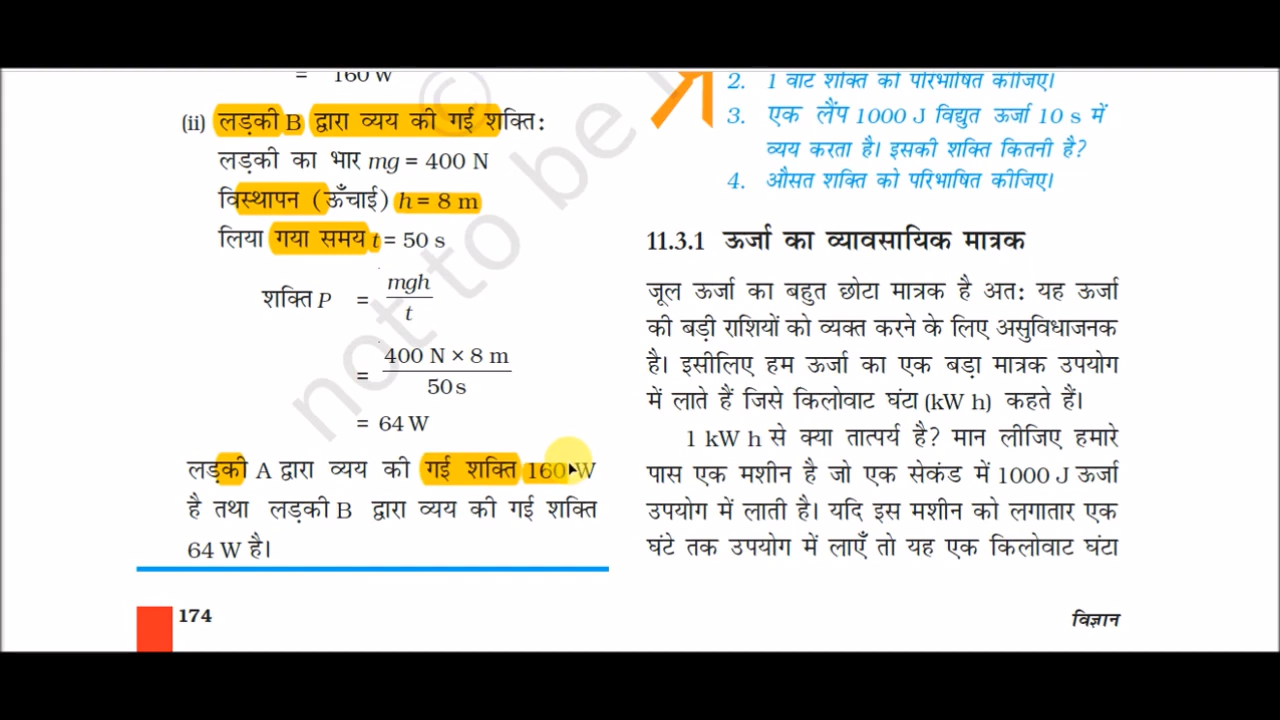 = 160 W
(ii) लड़की B द्वारा व्यय की गई शक्ति:
लड़की का भार mg = 400 N
विस्थापन (ऊँचाई) h = 8 m
लिया गया समय t = 50 s
शक्ति P = mgh
t
= 400 N × 8 m
50 s
= 64 W
लड़की A द्वारा व्यय की गई शक्ति 160 W
है तथा लड़की B द्वारा व्यय की गई शक्ति
64 W है।
174
2. 1 वाट शक्ति को परिभाषित कीजिए।
3. एक लैंप 1000 J विद्युत ऊर्जा 10 s में
व्यय करता है। इसकी शक्ति कितनी है?
4. औसत शक्ति को परिभाषित कीजिए।
11.3.1 ऊर्जा का व्यावसायिक मात्रक
जूल ऊर्जा का बहुत छोटा मात्रक है अत: यह ऊर्जा
की बड़ी राशियों को व्यक्त करने के लिए असुविधाजनक
है। इसीलिए हम ऊर्जा का एक बड़ा मात्रक उपयोग
में लाते हैं जिसे किलोवाट घंटा (kW h) कहते हैं।
1 kW h से क्या तात्पर्य है? मान लीजिए हमारे
पास एक मशीन है जो एक सेकंड में 1000 J ऊर्जा
उपयोग में लाती है। यदि इस मशीन को लगातार एक
घंटे तक उपयोग में लाएँ तो यह एक किलोवाट घंटा
विज्ञान
© not to be